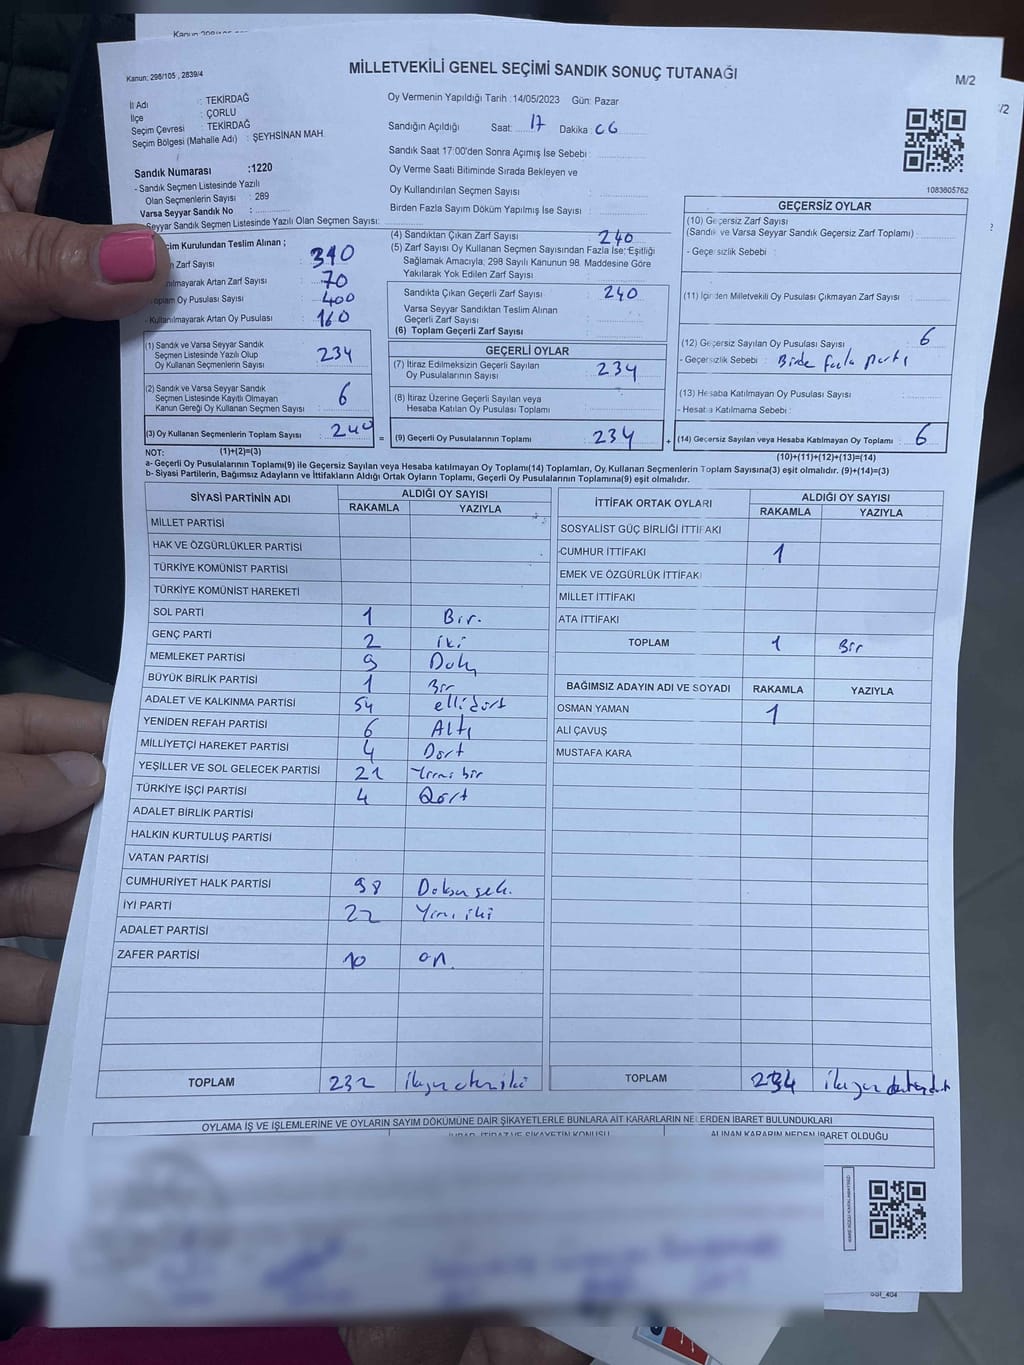 MİLLETVEKİLİ GENEL SEÇİMİ SANDIK SONUÇ TUTANAĞI
Kanun: 298/105 , 2839/4
M/2
İl Adı : TEKİRDAĞ
İlçe : ÇORLU
Seçim Çevresi : TEKİRDAĞ
Seçim Bölgesi (Mahalle Adı) : ŞEYHSİNAN MAH.
Sandık Numarası :1220
- Sandık Seçmen Listesinde Yazılı
Olan Seçmenlerin Sayısı : 289
Varsa Seyyar Sandık No :
Seyyar Sandık Seçmen Listesinde Yazılı Olan Seçmen Sayısı:
Oy Vermenin Yapıldığı Tarih :14/05/2023 Gün: Pazar
Sandığın Açıldığı Saat: 17 Dakika: 06
Sandık Saat 17:00'den Sonra Açımış İse Sebebi :
Oy Verme Saati Bitiminde Sırada Bekleyen ve
Oy Kullandırılan Seçmen Sayısı :
Birden Fazla Sayım Döküm Yapılmış İse Sayısı :
1083605762
Kurulundan Teslim Alınan ;
Zarf Sayısı : 310
Artan Zarf Sayısı : 70
Oy Pusulası Sayısı : 400
- Kullanılmayarak Artan Oy Pusulası : 160
(1) Sandık ve Varsa Seyyar Sandık
Seçmen Listesinde Yazılı Olup
Oy Kullanan Seçmenlerin Sayısı : 234
(2) Sandık ve Varsa Seyyar Sandık
Seçmen Listesinde Kayıtlı Olmayan
Kanun Gereği Oy Kullanan Seçmen Sayısı : 6
(3) Oy Kullanan Seçmenlerin Toplam Sayısı : 240
(4) Sandıktan Çıkan Zarf Sayısı : 240
(5) Zarf Sayısı Oy Kullanan Seçmen Sayısından Fazla İse; Eşitliği
Sağlamak Amacıyla; 298 Sayılı Kanunun 98. Maddesine Göre
Yakılarak Yok Edilen Zarf Sayısı :
Sandıkta Çıkan Geçerli Zarf Sayısı : 240
Varsa Seyyar Sandıktan Teslim Alınan
Geçerli Zarf Sayısı :
(6) Toplam Geçerli Zarf Sayısı :
GEÇERLİ OYLAR
(7) İtiraz Edilmeksizin Geçerli Sayılan
Oy Pusulalarının Sayısı : 234
(8) İtiraz Üzerine Geçerli Sayılan veya
Hesaba Katılan Oy Pusulası Toplamı :
= (9) Geçerli Oy Pusulalarının Toplamı : 234
GEÇERSİZ OYLAR
(10) Geçersiz Zarf Sayısı
(Sandık ve Varsa Seyyar Sandık Geçersiz Zarf Toplamı) :
- Geçersizlik Sebebi :
(11) İçinden Milletvekili Oy Pusulası Çıkmayan Zarf Sayısı :
(12) Geçersiz Sayılan Oy Pusulası Sayısı : 6
- Geçersizlik Sebebi : Birde fazla parti
(13) Hesaba Katılmayan Oy Pusulası Sayısı :
- Hesaba Katılmama Sebebi :
+ (14) Geçersiz Sayılan veya Hesaba Katılmayan Oy Toplamı : 6
NOT: (1)+(2)=(3)
(10)+(11)+(12)+(13)=(14)
a- Geçerli Oy Pusulasının Toplamı(9) ile Geçersiz Sayılan veya Hesaba katılmayan Oy Toplamı(14) Toplamları, Oy Kullanan Seçmenlerin Toplam Sayısına(3) eşit olmalıdır. (9)+(14)=(3)
b- Siyasi Partilerin, Bağımsız Adayların ve İttifakların Aldığı Ortak Oyların Toplamı, Geçerli Oy Pusulalarının Toplamına(9) eşit olmalıdır.
SİYASİ PARTİNİN ADI ALDIĞI OY SAYISI
RAKAMLA YAZIYLA
MİLLET PARTİSİ
HAK VE ÖZGÜRLÜKLER PARTİSİ
TÜRKİYE KOMÜNİST PARTİSİ
TÜRKİYE KOMÜNİST HAREKETİ
SOL PARTİ 1 Bir.
GENÇ PARTİ 2 iki
MEMLEKET PARTİSİ 9
BÜYÜK BİRLİK PARTİSİ 1 Bir
ADALET VE KALKINMA PARTİSİ 54 ellidört
YENİDEN REFAH PARTİSİ 6 Altı
MİLLİYETÇİ HAREKET PARTİSİ 4 Dört
YEŞİLLER VE SOL GELECEK PARTİSİ 21 Yirmi bir
TÜRKİYE İŞÇİ PARTİSİ 4 Dört
ADALET BİRLİK PARTİSİ
HALKIN KURTULUŞ PARTİSİ
VATAN PARTİSİ
CUMHURİYET HALK PARTİSİ 98 Doksan sek.
İYİ PARTİ 22 Yirmi iki
ADALET PARTİSİ
ZAFER PARTİSİ 10 on.
TOPLAM 232 ikiyüz otuz iki
İTTİFAK ORTAK OYLARI ALDIĞI OY SAYISI
RAKAMLA YAZIYLA
SOSYALİST GÜÇ BİRLİĞİ İTTİFAKI
CUMHUR İTTİFAKI 1
EMEK VE ÖZGÜRLÜK İTTİFAKI
MİLLET İTTİFAKI
ATA İTTİFAKI
TOPLAM 1 Bir
BAĞIMSIZ ADAYIN ADI VE SOYADI RAKAMLA YAZIYLA
OSMAN YAMAN 1
ALİ ÇAVUŞ
MUSTAFA KARA
TOPLAM 234 ikiyüz otuzdört
OYLAMA İŞ VE İŞLEMLERİNE VE OYLARIN SAYIM DÖKÜMÜNE DAİR ŞİKAYETLERLE BUNLARA AİT KARARLARIN NELERDEN İBARET BULUNDUKLARI
İHBAR, İTİRAZ VE ŞİKAYETİN KONUSU ALINAN KARARIN NEDEN İBARET OLDUĞU